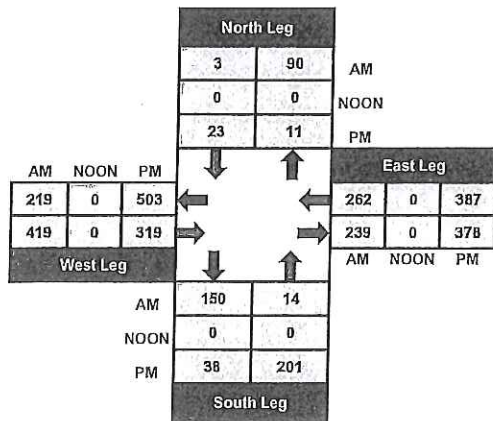 North Leg
3 90 AM
0 0 NOON
23 11 PM
AM NOON PM East Leg
219 0 503 262 0 387
419 0 319 239 0 378
West Leg AM NOON PM
AM 150 14
NOON 0 0
PM 38 201
South Leg